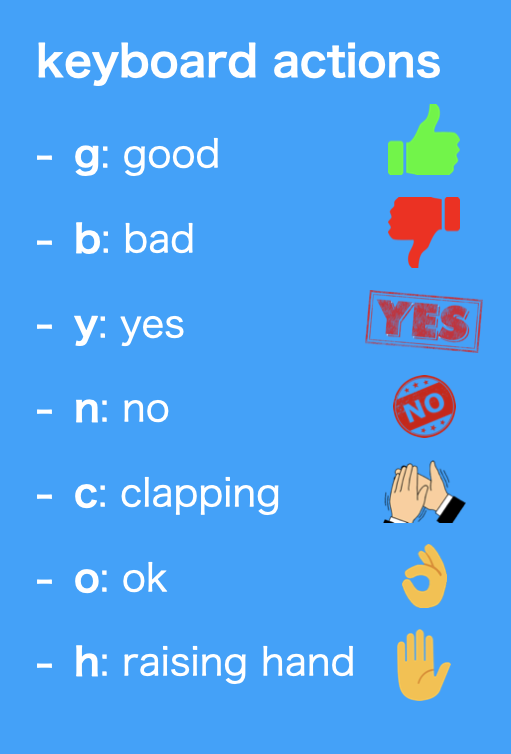 keyboard actions
- g: good
- b: bad
- y: yes YES
- n: no NO
- c: clapping
- o: ok
- h: raising hand